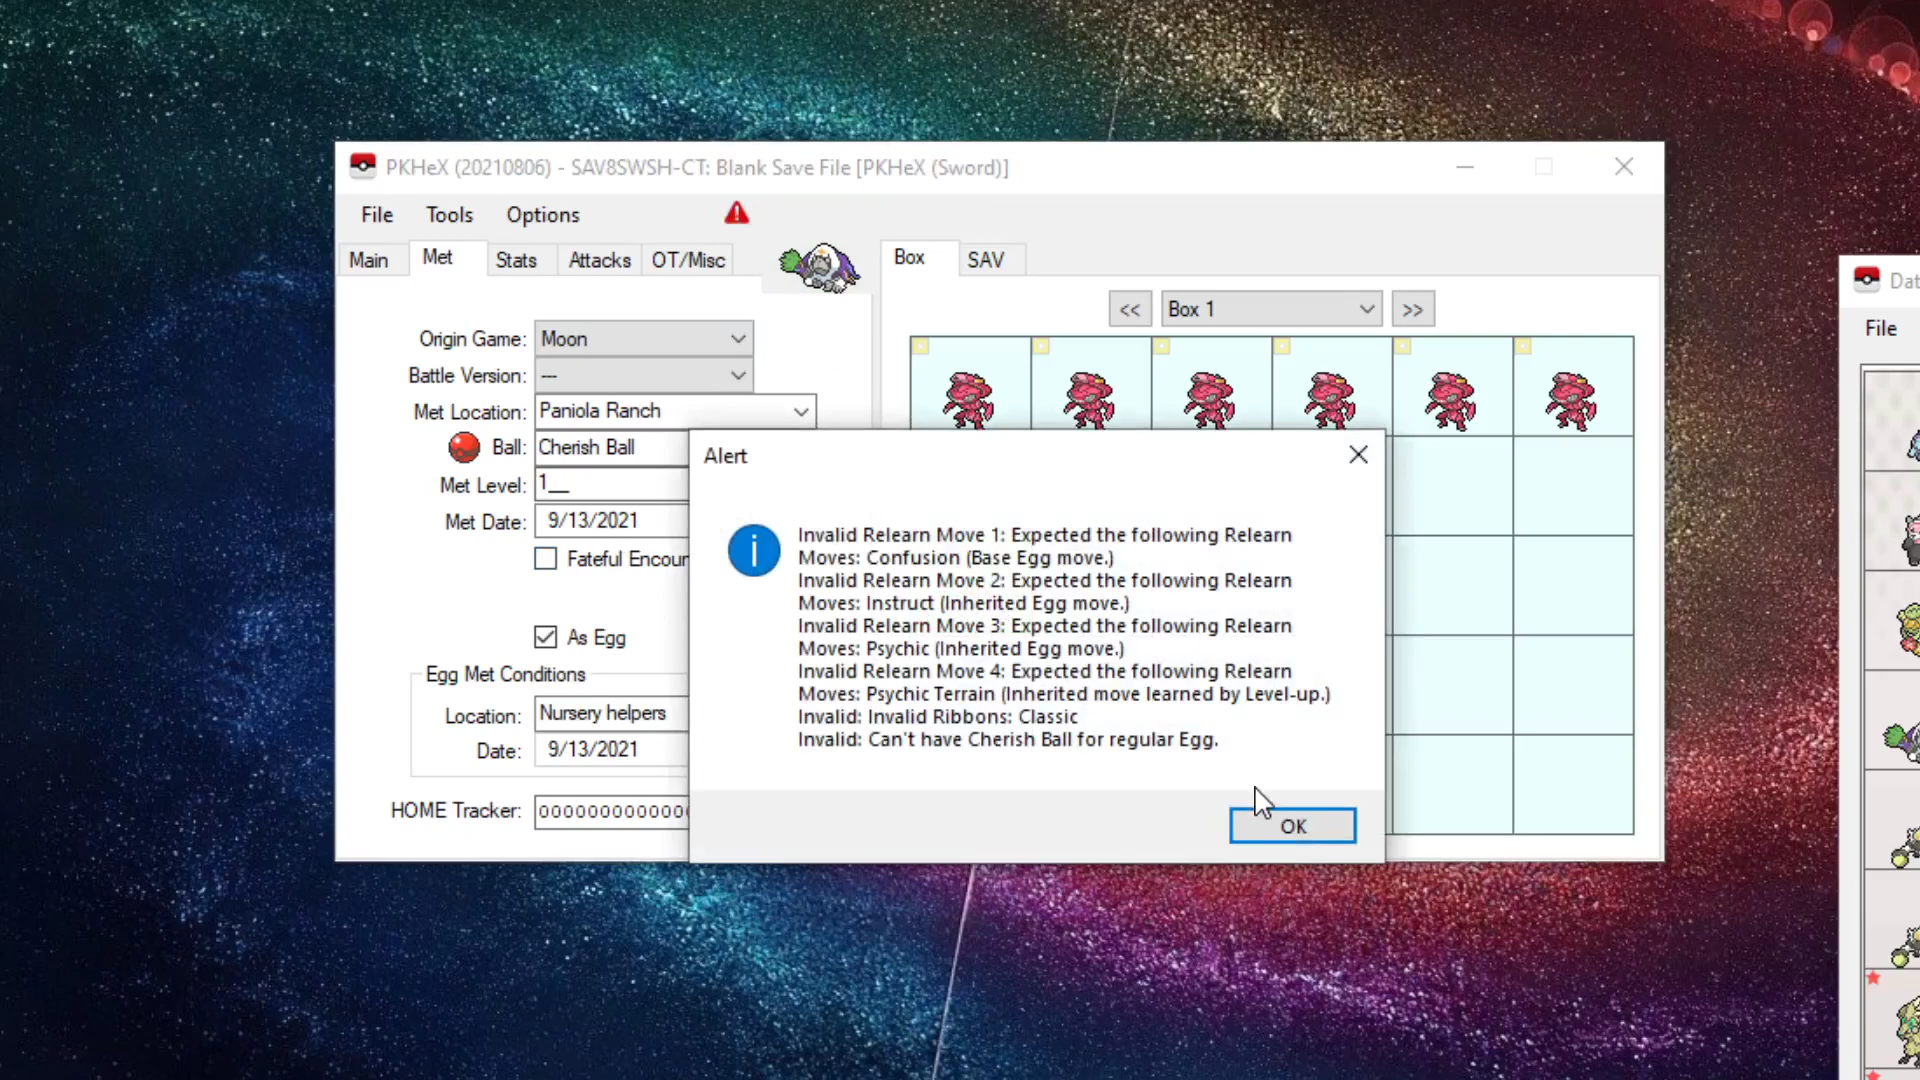 PKHeX (20210806) - SAV8SWSH-CT: Blank Save File [PKHeX (Sword)]
File Tools Options
Main Met Stats Attacks OT/Misc
Box SAV
<< Box 1 >>
Origin Game: Moon
Battle Version: ---
Met Location: Paniola Ranch
Ball: Cherish Ball
Met Level: 1__
Met Date: 9/13/2021
Fateful Encour
As Egg
Egg Met Conditions
Location: Nursery helpers
Date: 9/13/2021
HOME Tracker: 0000000000000
Alert
Invalid Relearn Move 1: Expected the following Relearn
Moves: Confusion (Base Egg move.)
Invalid Relearn Move 2: Expected the following Relearn
Moves: Instruct (Inherited Egg move.)
Invalid Relearn Move 3: Expected the following Relearn
Moves: Psychic (Inherited Egg move.)
Invalid Relearn Move 4: Expected the following Relearn
Moves: Psychic Terrain (Inherited move learned by Level-up.)
Invalid: Invalid Ribbons: Classic
Invalid: Can't have Cherish Ball for regular Egg.
OK
Dat
File